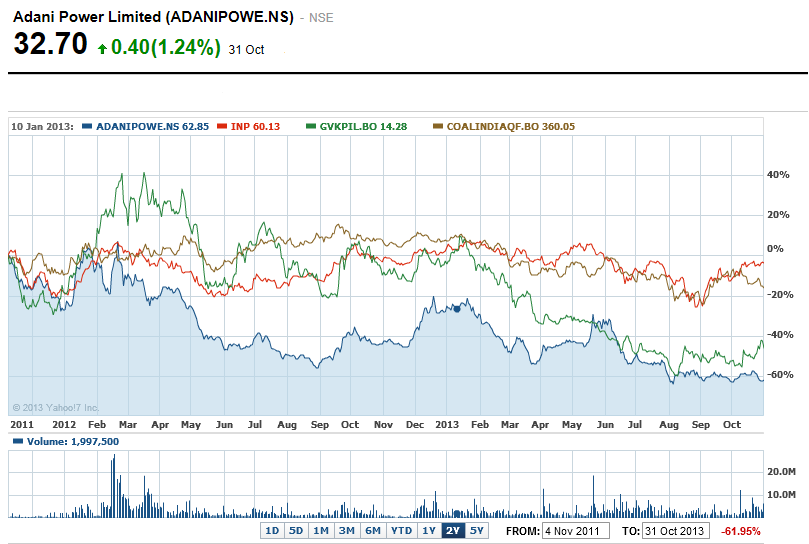 Adani Power Limited (ADANIPOWE.NS) - NSE
32.70 0.40(1.24%) 31 Oct
10 Jan 2013: ADANIPOWE.NS 62.85 INP 60.13 GVKPIL.BO 14.28 COALINDIAQF.BO 360.05
40%
20%
0%
-20%
-40%
-60%
© 2013 Yahoo!7 Inc.
2011 2012 Feb Mar Apr May Jun Jul Aug Sep Oct Nov Dec 2013 Feb Mar Apr May Jun Jul Aug Sep Oct
Volume: 1,997,500
20.0M
10.0M
1D 5D 1M 3M 6M YTD 1Y 2Y 5Y FROM: 4 Nov 2011 TO: 31 Oct 2013 -61.95%